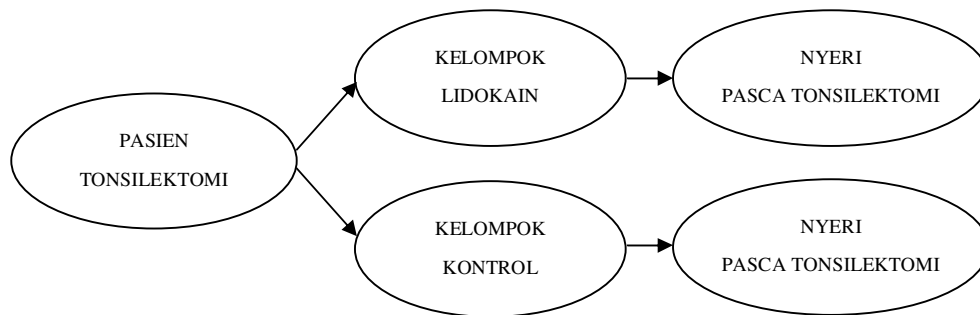 PASIEN
TONSILEKTOMI
KELOMPOK
LIDOKAIN
NYERI
PASCA TONSILEKTOMI
KELOMPOK
KONTROL
NYERI
PASCA TONSILEKTOMI